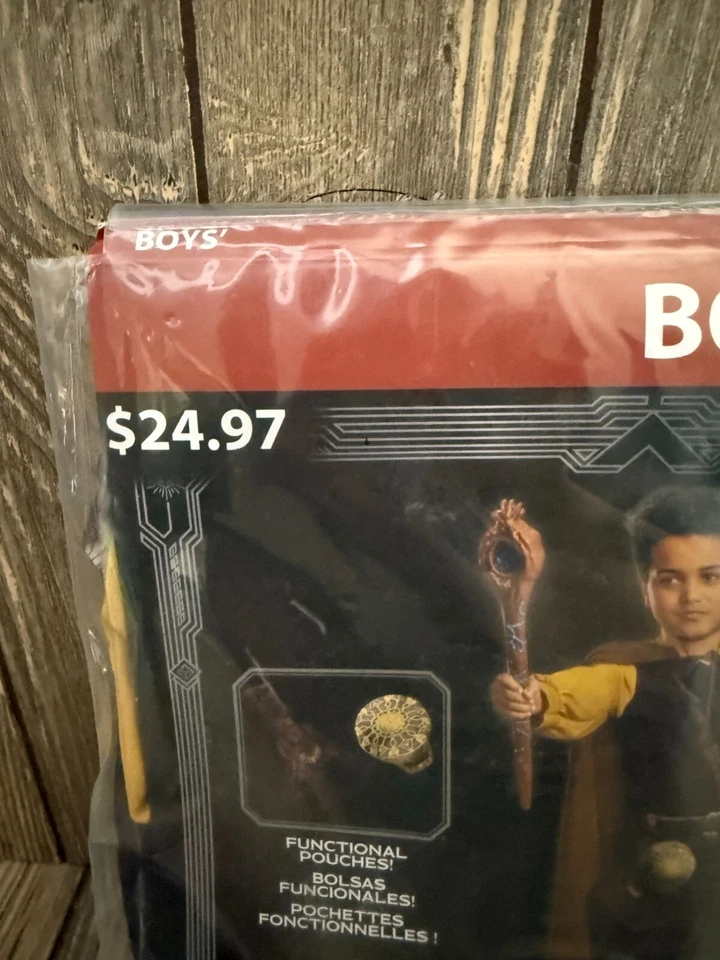 BOYS'
$24.97
FUNCTIONAL
POUCHES!
BOLSAS
FUNCIONALES!
POCHETTES
FONCTIONNELLES !